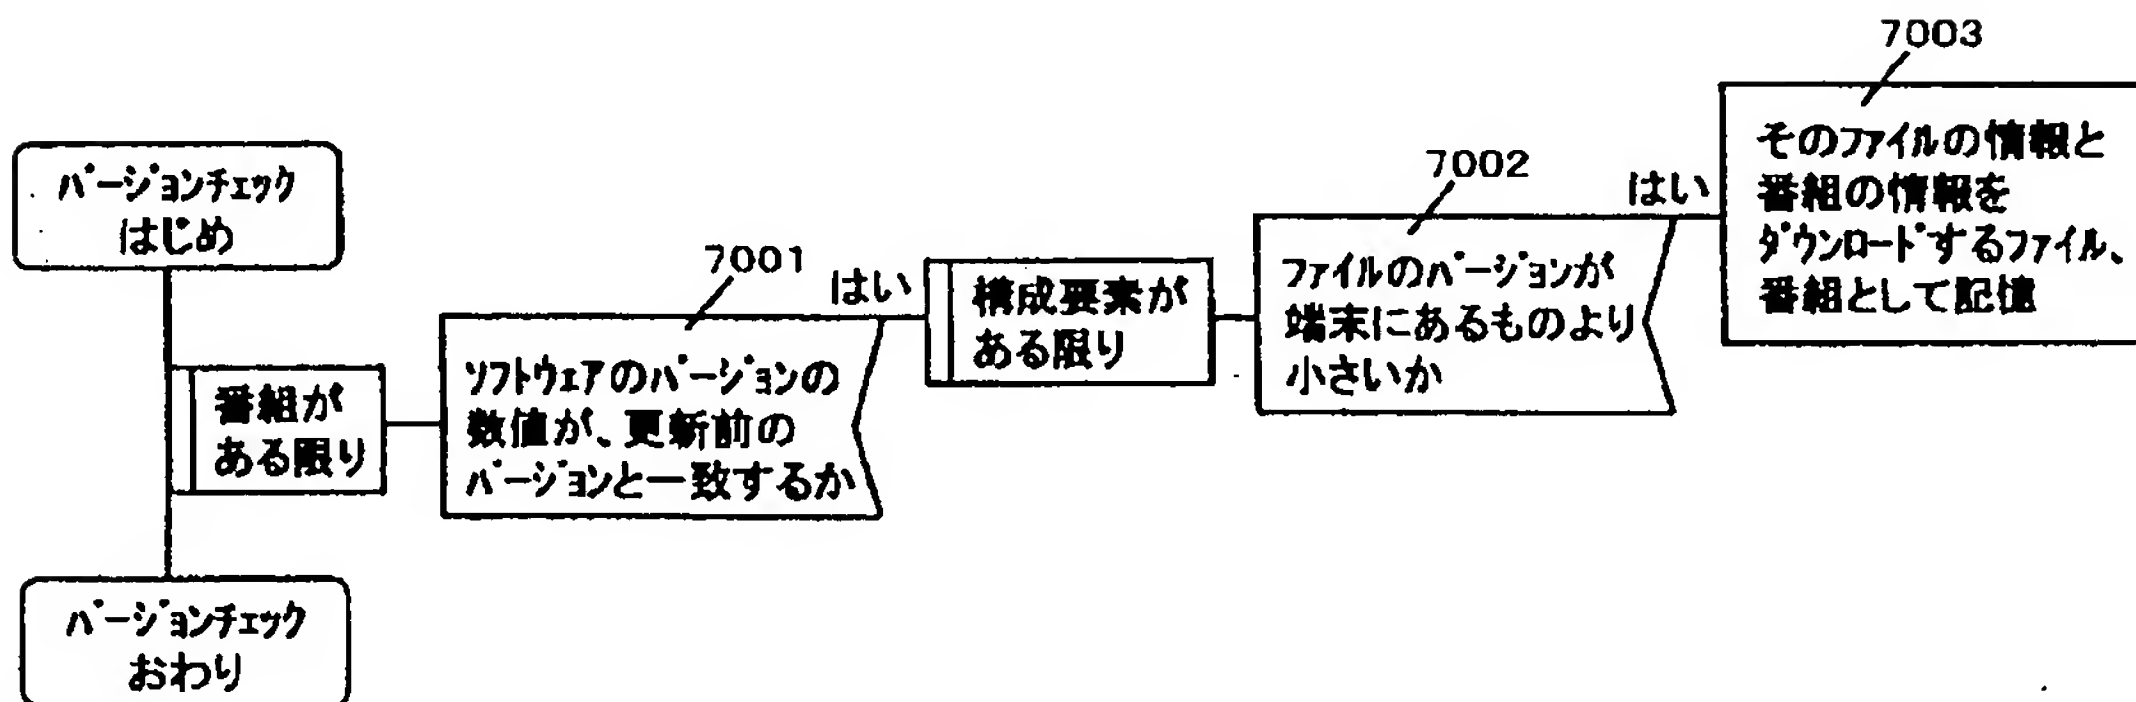 バージョンチェック
はじめ
番組が
ある限り
7001
ソフトウェアのバージョンの
数値が、更新前の
バージョンと一致するか
はい
構成要素が
ある限り
7002
ファイルのバージョンが
端末にあるものより
小さいか
はい
7003
そのファイルの情報と
番組の情報を
ダウンロードするファイル、
番組として記憶
バージョンチェック
おわり